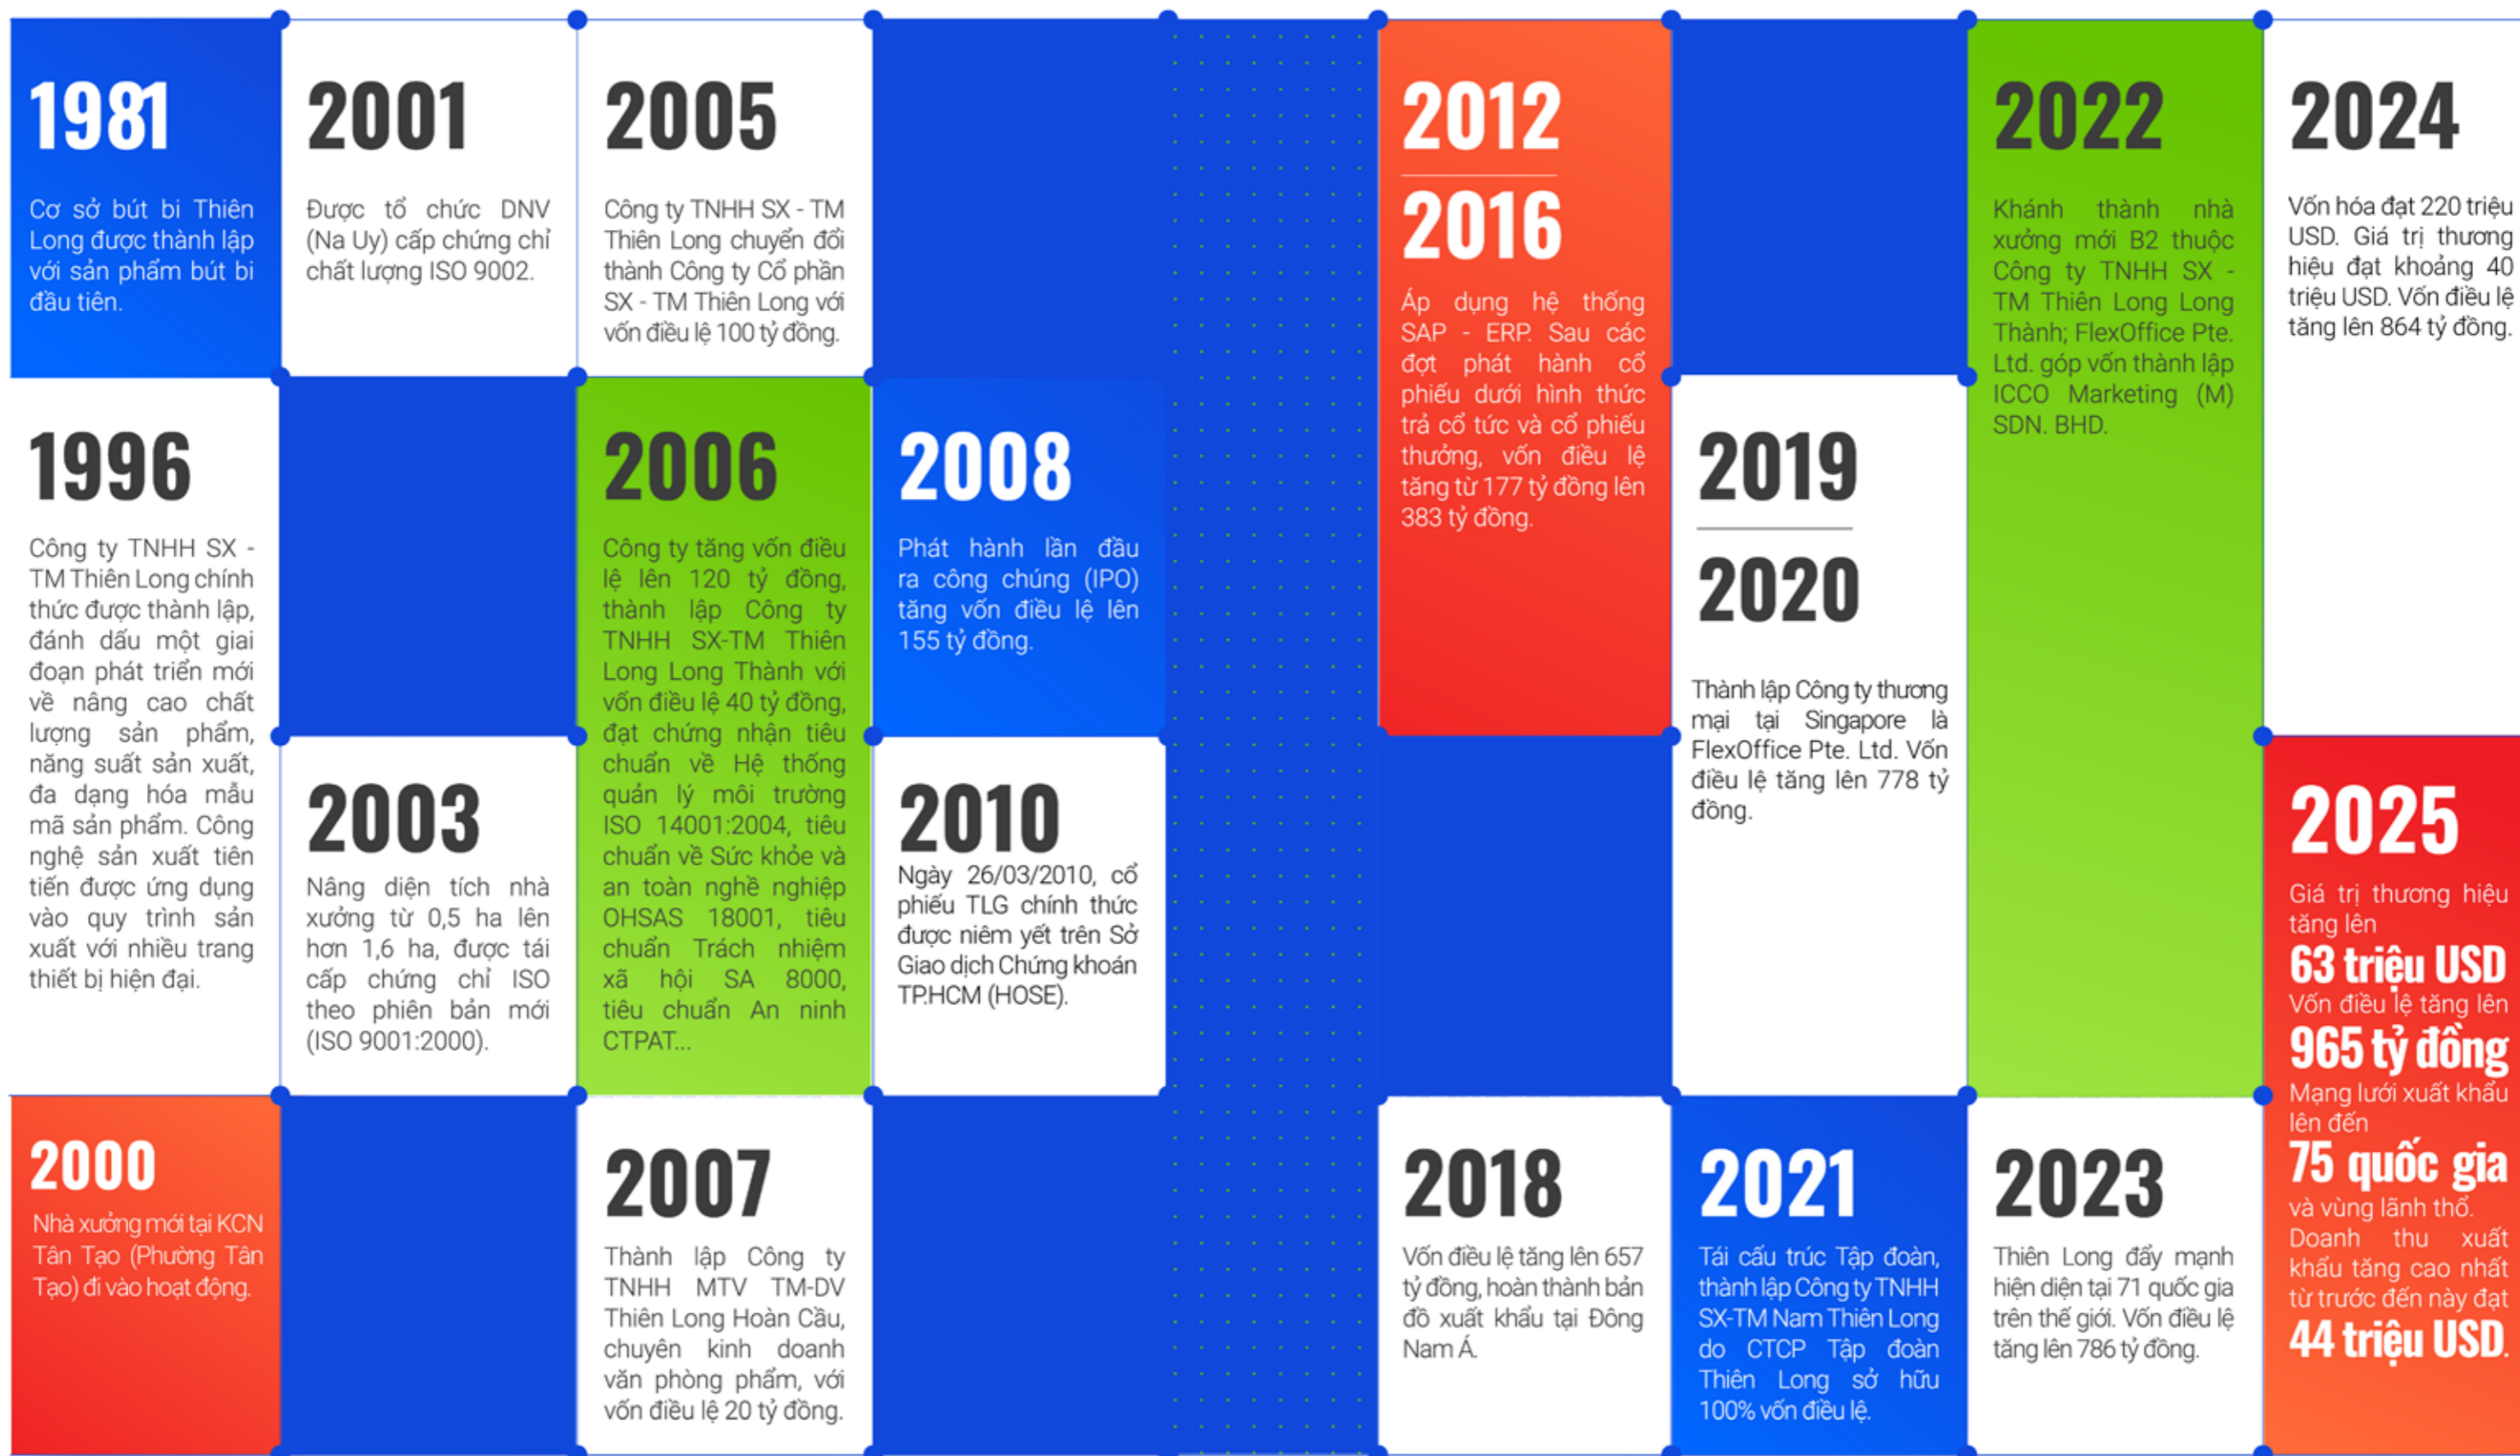 1981
Cơ sở bút bi Thiên
Long được thành lập
với sản phẩm bút bi
đầu tiên.
1996
Công ty TNHH SX -
TM Thiên Long chính
thức được thành lập,
đánh dấu một giai
đoạn phát triển mới
về nâng cao chất
lượng sản phẩm,
năng suất sản xuất,
đa dạng hóa mẫu
mã sản phẩm. Công
nghệ sản xuất tiên
tiến được ứng dụng
vào quy trình sản
xuất với nhiều trang
thiết bị hiện đại.
2000
Nhà xưởng mới tại KCN
Tân Tạo (Phường Tân
Tạo) đi vào hoạt động.
2001
Được tổ chức DNV
(Na Uy) cấp chứng chỉ
chất lượng ISO 9002.
2003
Nâng diện tích nhà
xưởng từ 0,5 ha lên
hơn 1,6 ha, được tái
cấp chứng chỉ ISO
theo phiên bản mới
(ISO 9001:2000).
2005
Công ty TNHH SX - TM
Thiên Long chuyển đổi
thành Công ty Cổ phần
SX - TM Thiên Long với
vốn điều lệ 100 tỷ đồng.
2006
Công ty tăng vốn điều
lệ lên 120 tỷ đồng,
thành lập Công ty
TNHH SX-TM Thiên
Long Long Thành với
vốn điều lệ 40 tỷ đồng,
đạt chứng nhận tiêu
chuẩn về Hệ thống
quản lý môi trường
ISO 14001:2004, tiêu
chuẩn về Sức khỏe và
an toàn nghề nghiệp
OHSAS 18001, tiêu
chuẩn Trách nhiệm
xã hội SA 8000,
tiêu chuẩn An ninh
CTPAT...
2007
Thành lập Công ty
TNHH MTV TM-DV
Thiên Long Hoàn Cầu,
chuyên kinh doanh
văn phòng phẩm, với
vốn điều lệ 20 tỷ đồng.
2008
Phát hành lần đầu
ra công chúng (IPO)
tăng vốn điều lệ lên
155 tỷ đồng.
2010
Ngày 26/03/2010, cổ
phiếu TLG chính thức
được niêm yết trên Sở
Giao dịch Chứng khoán
TP.HCM (HOSE).
2012
2016
Áp dụng hệ thống
SAP - ERP. Sau các
đợt phát hành cổ
phiếu dưới hình thức
trả cổ tức và cổ phiếu
thưởng, vốn điều lệ
tăng từ 177 tỷ đồng lên
383 tỷ đồng.
2018
Vốn điều lệ tăng lên 657
tỷ đồng, hoàn thành bản
đồ xuất khẩu tại Đông
Nam Á.
2019
2020
Thành lập Công ty thương
mại tại Singapore là
FlexOffice Pte. Ltd. Vốn
điều lệ tăng lên 778 tỷ
đồng.
2021
Tái cấu trúc Tập đoàn,
thành lập Công ty TNHH
SX-TM Nam Thiên Long
do CTCP Tập đoàn
Thiên Long sở hữu
100% vốn điều lệ.
2022
Khánh thành nhà
xưởng mới B2 thuộc
Công ty TNHH SX -
TM Thiên Long Long
Thành; FlexOffice Pte.
Ltd. góp vốn thành lập
ICCO Marketing (M)
SDN. BHD.
2023
Thiên Long đẩy mạnh
hiện diện tại 71 quốc gia
trên thế giới. Vốn điều lệ
tăng lên 786 tỷ đồng.
2024
Vốn hóa đạt 220 triệu
USD. Giá trị thương
hiệu đạt khoảng 40
triệu USD. Vốn điều lệ
tăng lên 864 tỷ đồng.
2025
Giá trị thương hiệu
tăng lên
63 triệu USD
Vốn điều lệ tăng lên
965 tỷ đồng
Mạng lưới xuất khẩu
lên đến
75 quốc gia
và vùng lãnh thổ.
Doanh thu xuất
khẩu tăng cao nhất
từ trước đến này đạt
44 triệu USD.